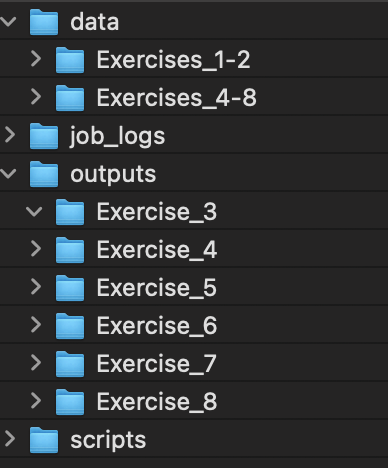 data
Exercises_1-2
Exercises_4-8
job_logs
outputs
Exercise_3
Exercise_4
Exercise_5
Exercise_6
Exercise_7
Exercise_8
scripts